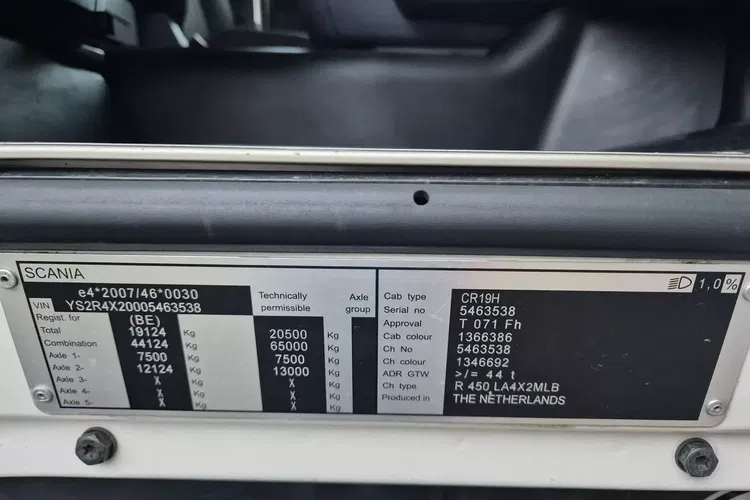 SCANIA
1,0%
e4*2007/46*0030
VIN YS2R4X20005463538
Technically permissible Axle group
Regist. for (BE)
Total 19124 Kg 20500 Kg
Combination 44124 Kg 65000 Kg
Axle 1- 7500 Kg 7500 Kg
Axle 2- 12124 Kg 13000 Kg
Axle 3- X Kg X Kg
Axle 4- X Kg X Kg
Axle 5- X Kg X Kg
Cab type CR19H
Serial no 5463538
Approval T 071 Fh
Cab colour 1366386
Ch No 5463538
Ch colour 1346692
ADR GTW >/= 44 t
Ch type R 450 LA4X2MLB
Produced in THE NETHERLANDS